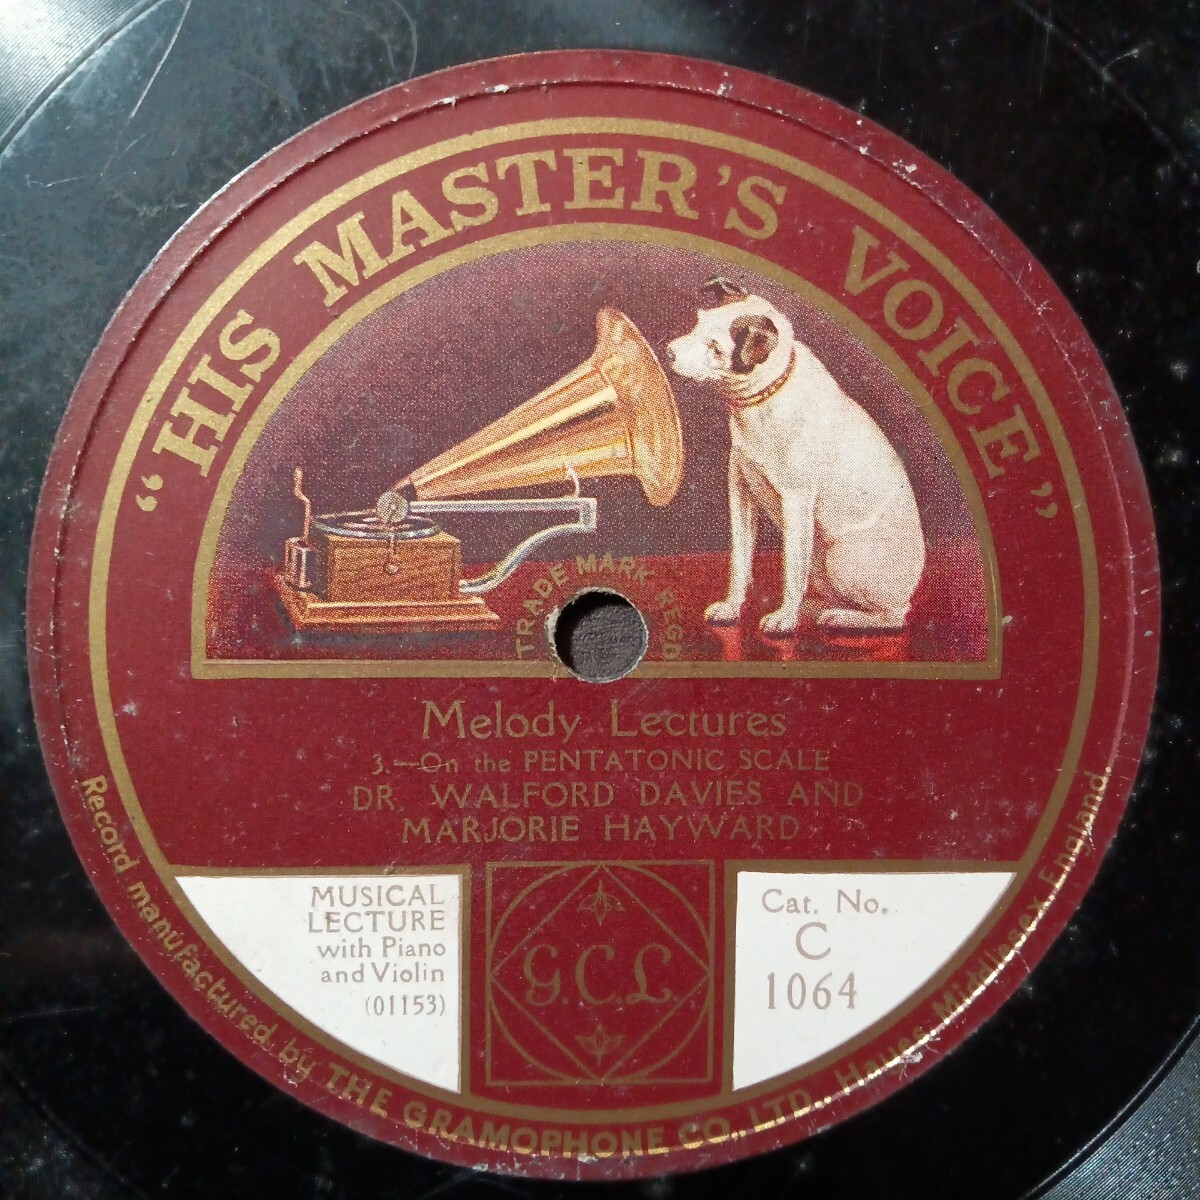 “HIS MASTER'S VOICE”
TRADE MARK REGD
Melody Lectures
3.—On the PENTATONIC SCALE
DR. WALFORD DAVIES AND
MARJORIE HAYWARD
MUSICAL
LECTURE
with Piano
and Violin
(01153)
G.C.L.
Cat. No.
C
1064
Record manufactured by THE GRAMOPHONE CO., LTD., Hayes, Middlesex, England.